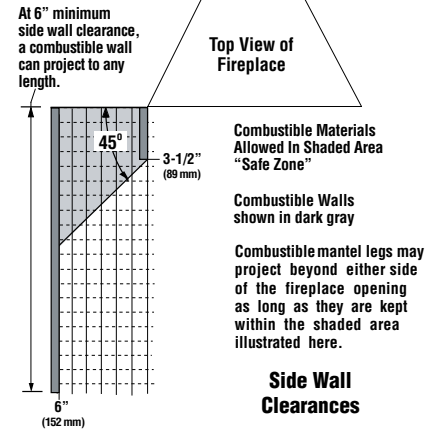 At 6” minimum
side wall clearance,
a combustible wall
can project to any
length.
Top View of
Fireplace
45°
3-1/2”
(89 mm)
Combustible Materials
Allowed In Shaded Area
“Safe Zone”
Combustible Walls
shown in dark gray
Combustible mantel legs may
project beyond either side
of the fireplace opening
as long as they are kept
within the shaded area
illustrated here.
Side Wall
Clearances
6”
(152 mm)